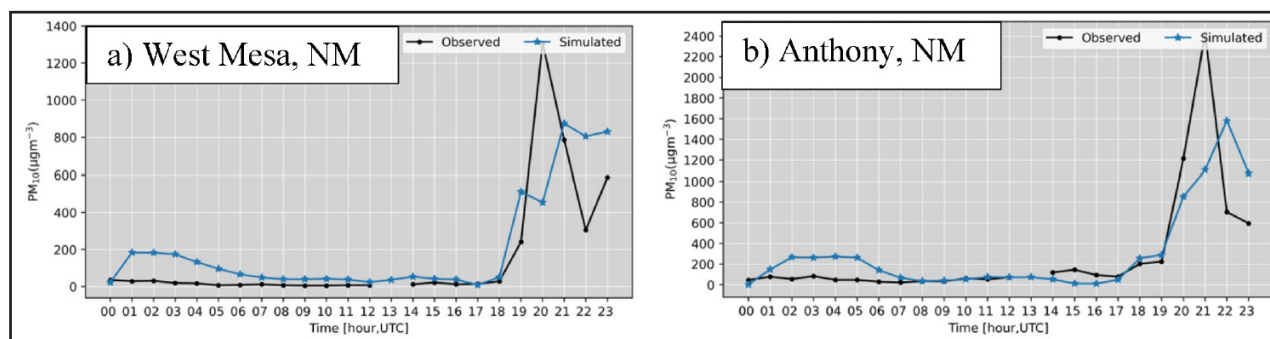 a) West Mesa, NM
Observed Simulated
1400
1200
1000
800
600
400
200
0
PM10(µgm−3)
00 01 02 03 04 05 06 07 08 09 10 11 12 13 14 15 16 17 18 19 20 21 22 23
Time [hour,UTC]
b) Anthony, NM
Observed Simulated
2400
2200
2000
1800
1600
1400
1200
1000
800
600
400
200
0
PM10(µgm−3)
00 01 02 03 04 05 06 07 08 09 10 11 12 13 14 15 16 17 18 19 20 21 22 23
Time [hour,UTC]